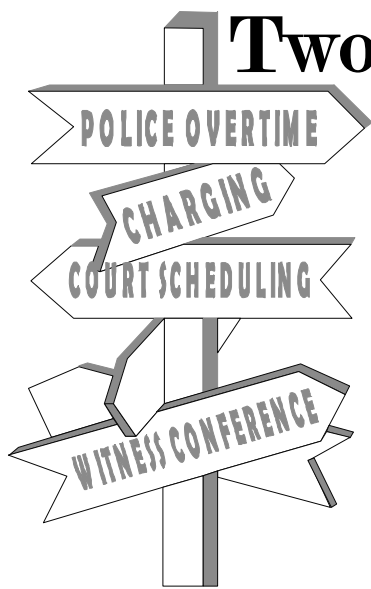 Two
POLICE OVERTIME
CHARGING
COURT SCHEDULING
WITNESS CONFERENCE